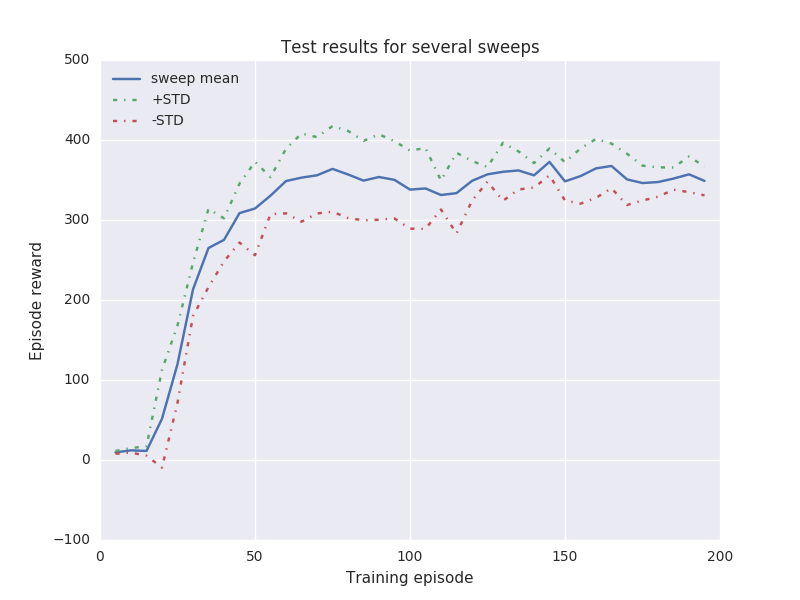 Test results for several sweeps
500
400
300
200
100
0
−100
sweep mean
+STD
-STD
Episode reward
0 50 100 150 200
Training episode